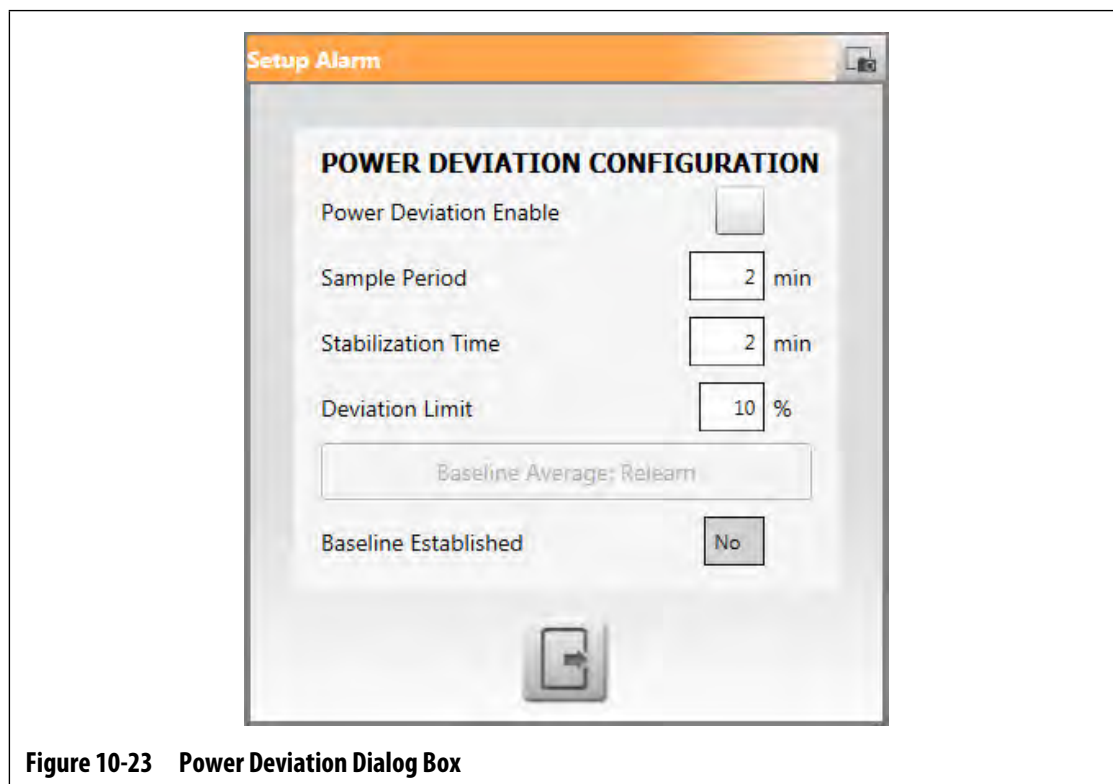 Setup Alarm
POWER DEVIATION CONFIGURATION
Power Deviation Enable
Sample Period 2 min
Stabilization Time 2 min
Deviation Limit 10 %
Baseline Average: Relearn
Baseline Established No
Figure 10-23 Power Deviation Dialog Box